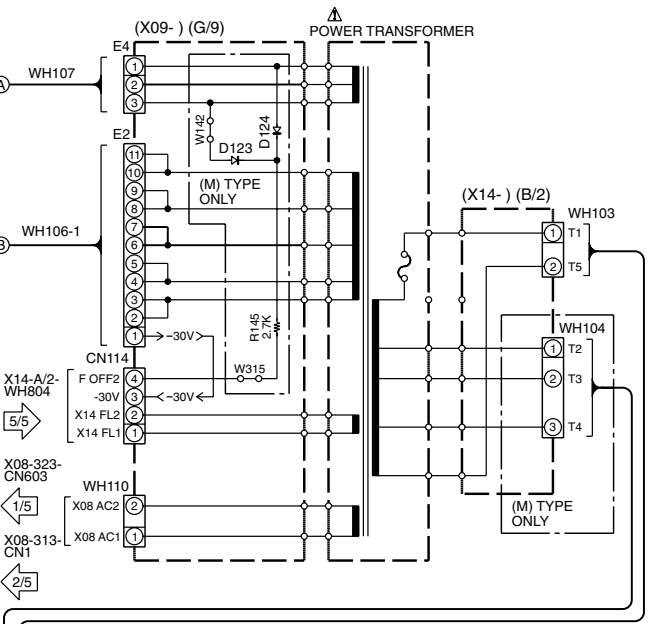 (X09- ) (G/9)
POWER TRANSFORMER
E4
WH107
1
2
3
W142
D123
D124
A
E2
(M) TYPE
ONLY
11
10
9
8
7
6
5
4
3
2
1
WH106-1
B
-30V
R145
2.7K
CN114
W315
X14-A/2-
WH804
5/5
F OFF2 4
-30V 3 -30V
X14 FL2 2
X14 FL1 1
X08-323-
CN603
1/5
WH110
X08 AC2 2
X08 AC1 1
X08-313-
CN1
2/5
(X14- ) (B/2)
WH103
1 T1
2 T5
WH104
1 T2
2 T3
3 T4
(M) TYPE
ONLY